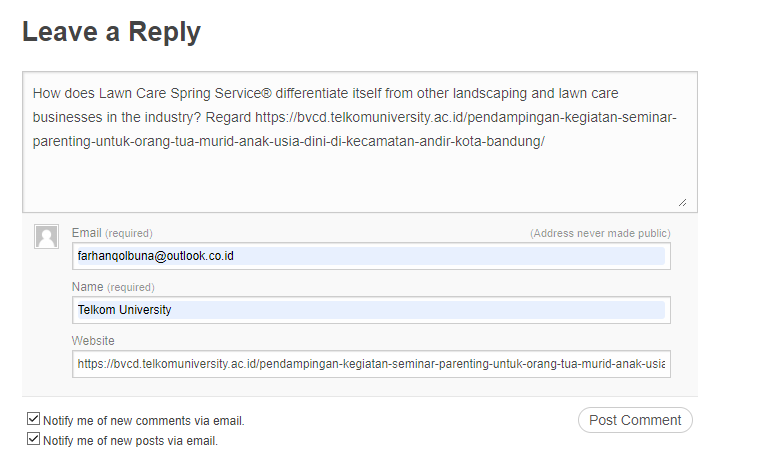 Leave a Reply
How does Lawn Care Spring Service® differentiate itself from other landscaping and lawn care
businesses in the industry? Regard https://bvcd.telkomuniversity.ac.id/pendampingan-kegiatan-seminar-
parenting-untuk-orang-tua-murid-anak-usia-dini-di-kecamatan-andir-kota-bandung/
Email (required) (Address never made public)
farhanqolbuna@outlook.co.id
Name (required)
Telkom University
Website
https://bvcd.telkomuniversity.ac.id/pendampingan-kegiatan-seminar-parenting-untuk-orang-tua-murid-anak-usia
Notify me of new comments via email. Post Comment
Notify me of new posts via email.